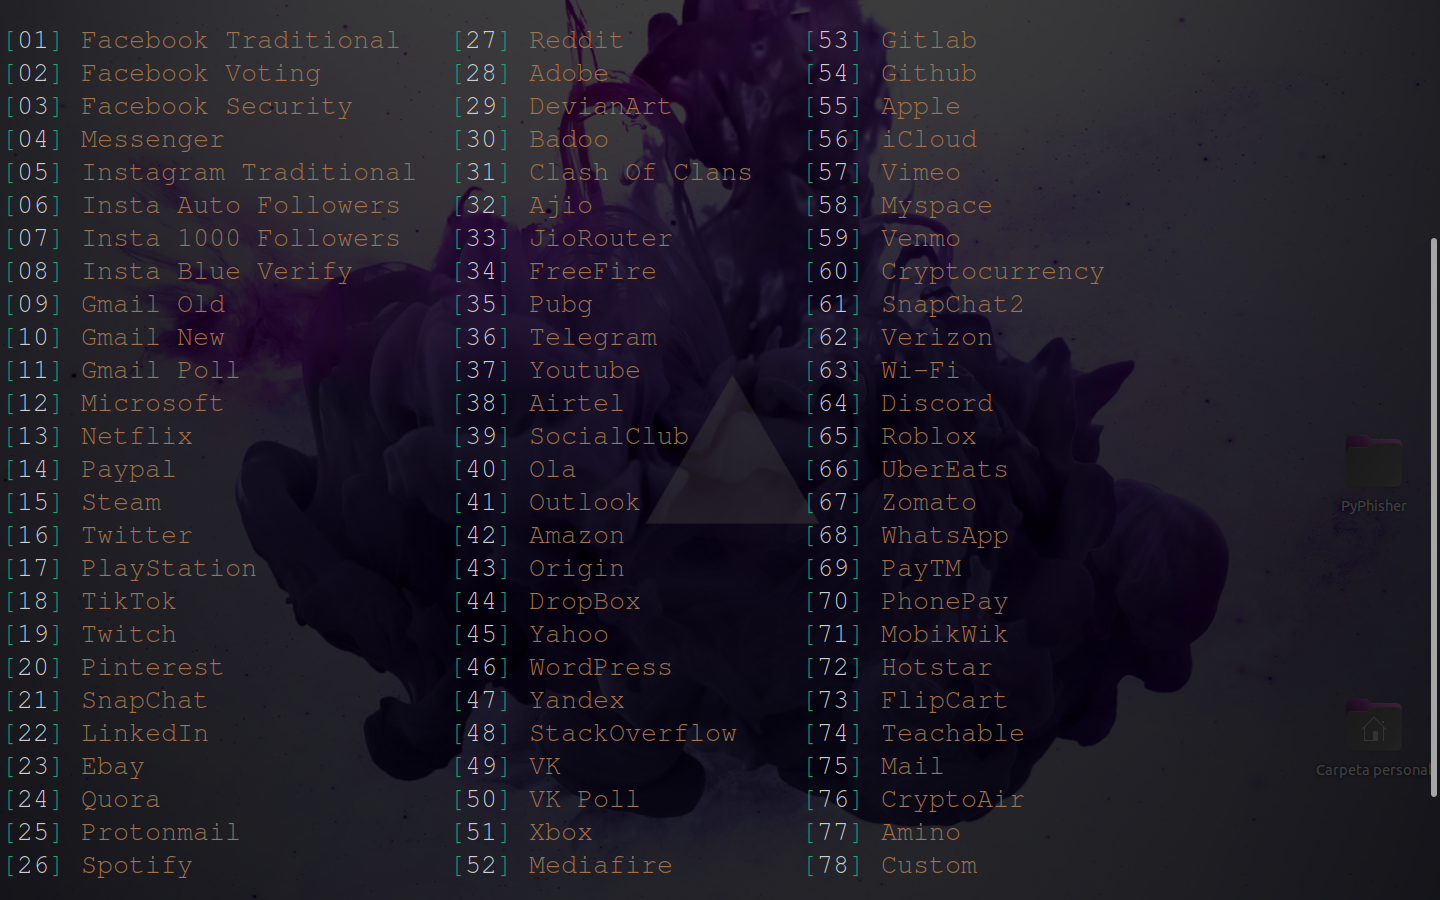 [01] Facebook Traditional [27] Reddit [53] Gitlab
[02] Facebook Voting [28] Adobe [54] Github
[03] Facebook Security [29] DevianArt [55] Apple
[04] Messenger [30] Badoo [56] iCloud
[05] Instagram Traditional [31] Clash Of Clans [57] Vimeo
[06] Insta Auto Followers [32] Ajio [58] Myspace
[07] Insta 1000 Followers [33] JioRouter [59] Venmo
[08] Insta Blue Verify [34] FreeFire [60] Cryptocurrency
[09] Gmail Old [35] Pubg [61] SnapChat2
[10] Gmail New [36] Telegram [62] Verizon
[11] Gmail Poll [37] Youtube [63] Wi-Fi
[12] Microsoft [38] Airtel [64] Discord
[13] Netflix [39] SocialClub [65] Roblox
[14] Paypal [40] Ola [66] UberEats
[15] Steam [41] Outlook [67] Zomato
[16] Twitter [42] Amazon [68] WhatsApp
[17] PlayStation [43] Origin [69] PayTM
[18] TikTok [44] DropBox [70] PhonePay
[19] Twitch [45] Yahoo [71] MobikWik
[20] Pinterest [46] WordPress [72] Hotstar
[21] SnapChat [47] Yandex [73] FlipCart
[22] LinkedIn [48] StackOverflow [74] Teachable
[23] Ebay [49] VK [75] Mail
[24] Quora [50] VK Poll [76] CryptoAir
[25] Protonmail [51] Xbox [77] Amino
[26] Spotify [52] Mediafire [78] Custom
PyPhisher
Carpeta personal